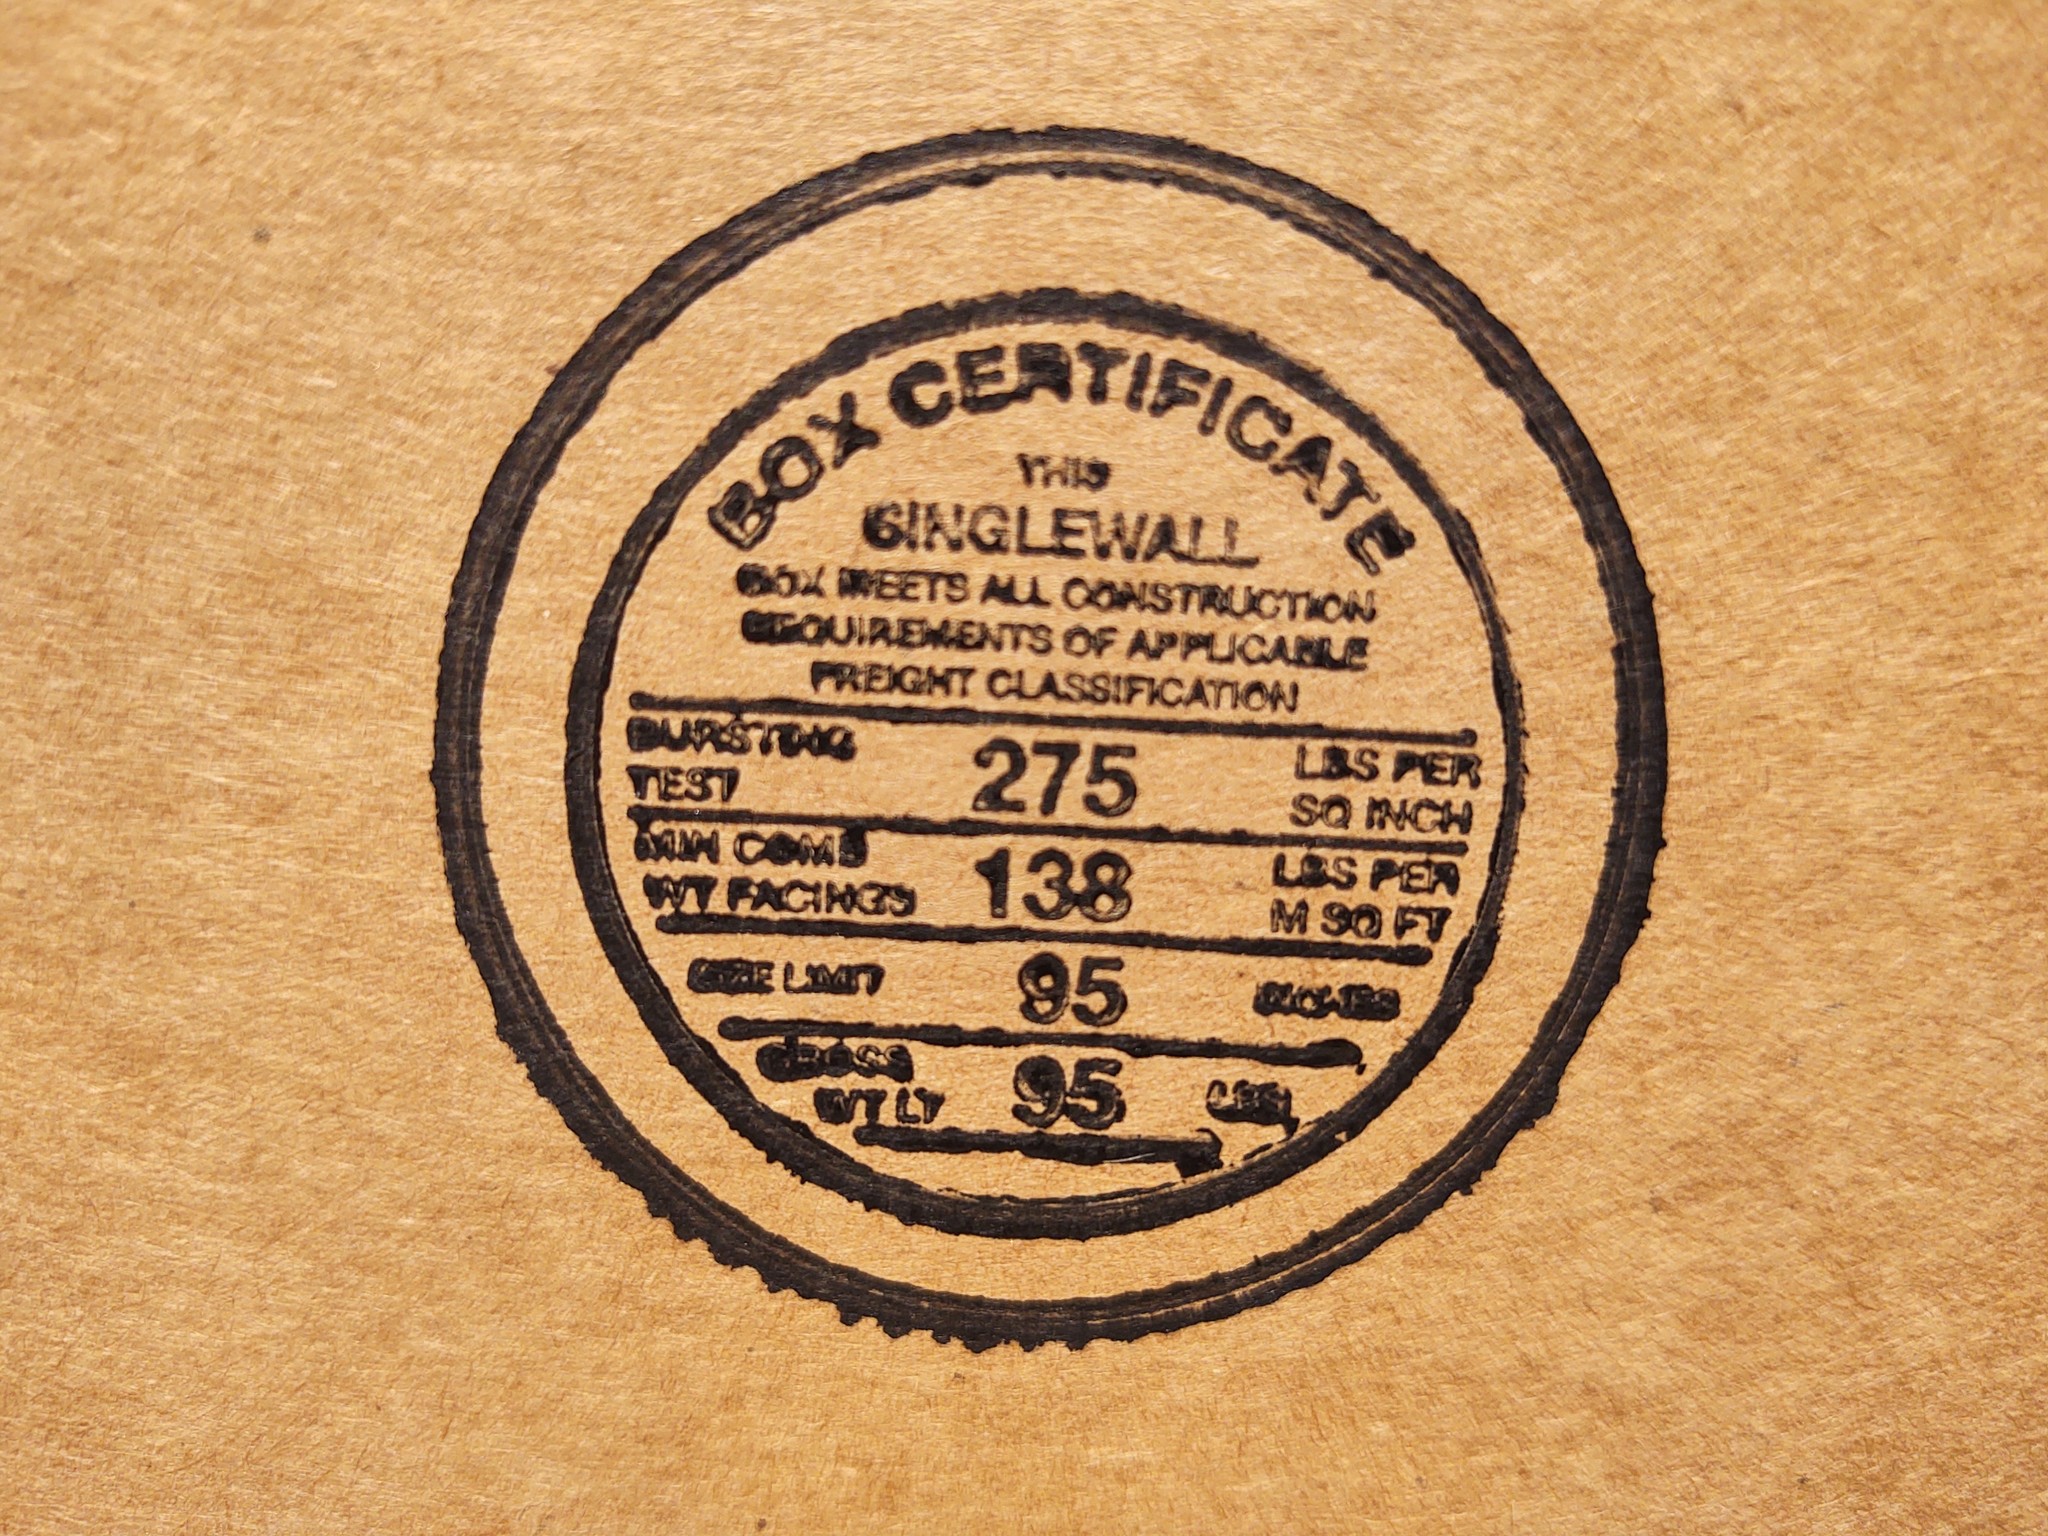 BOX CERTIFICATE
THIS
SINGLEWALL
BOX MEETS ALL CONSTRUCTION
REQUIREMENTS OF APPLICABLE
FREIGHT CLASSIFICATION
BURSTING
TEST
275
LBS PER
SQ INCH
MIN COMB
WT FACINGS
138
LBS PER
M SQ FT
SIZE LIMIT
95
INCHES
GROSS
WT LT
95
LBS